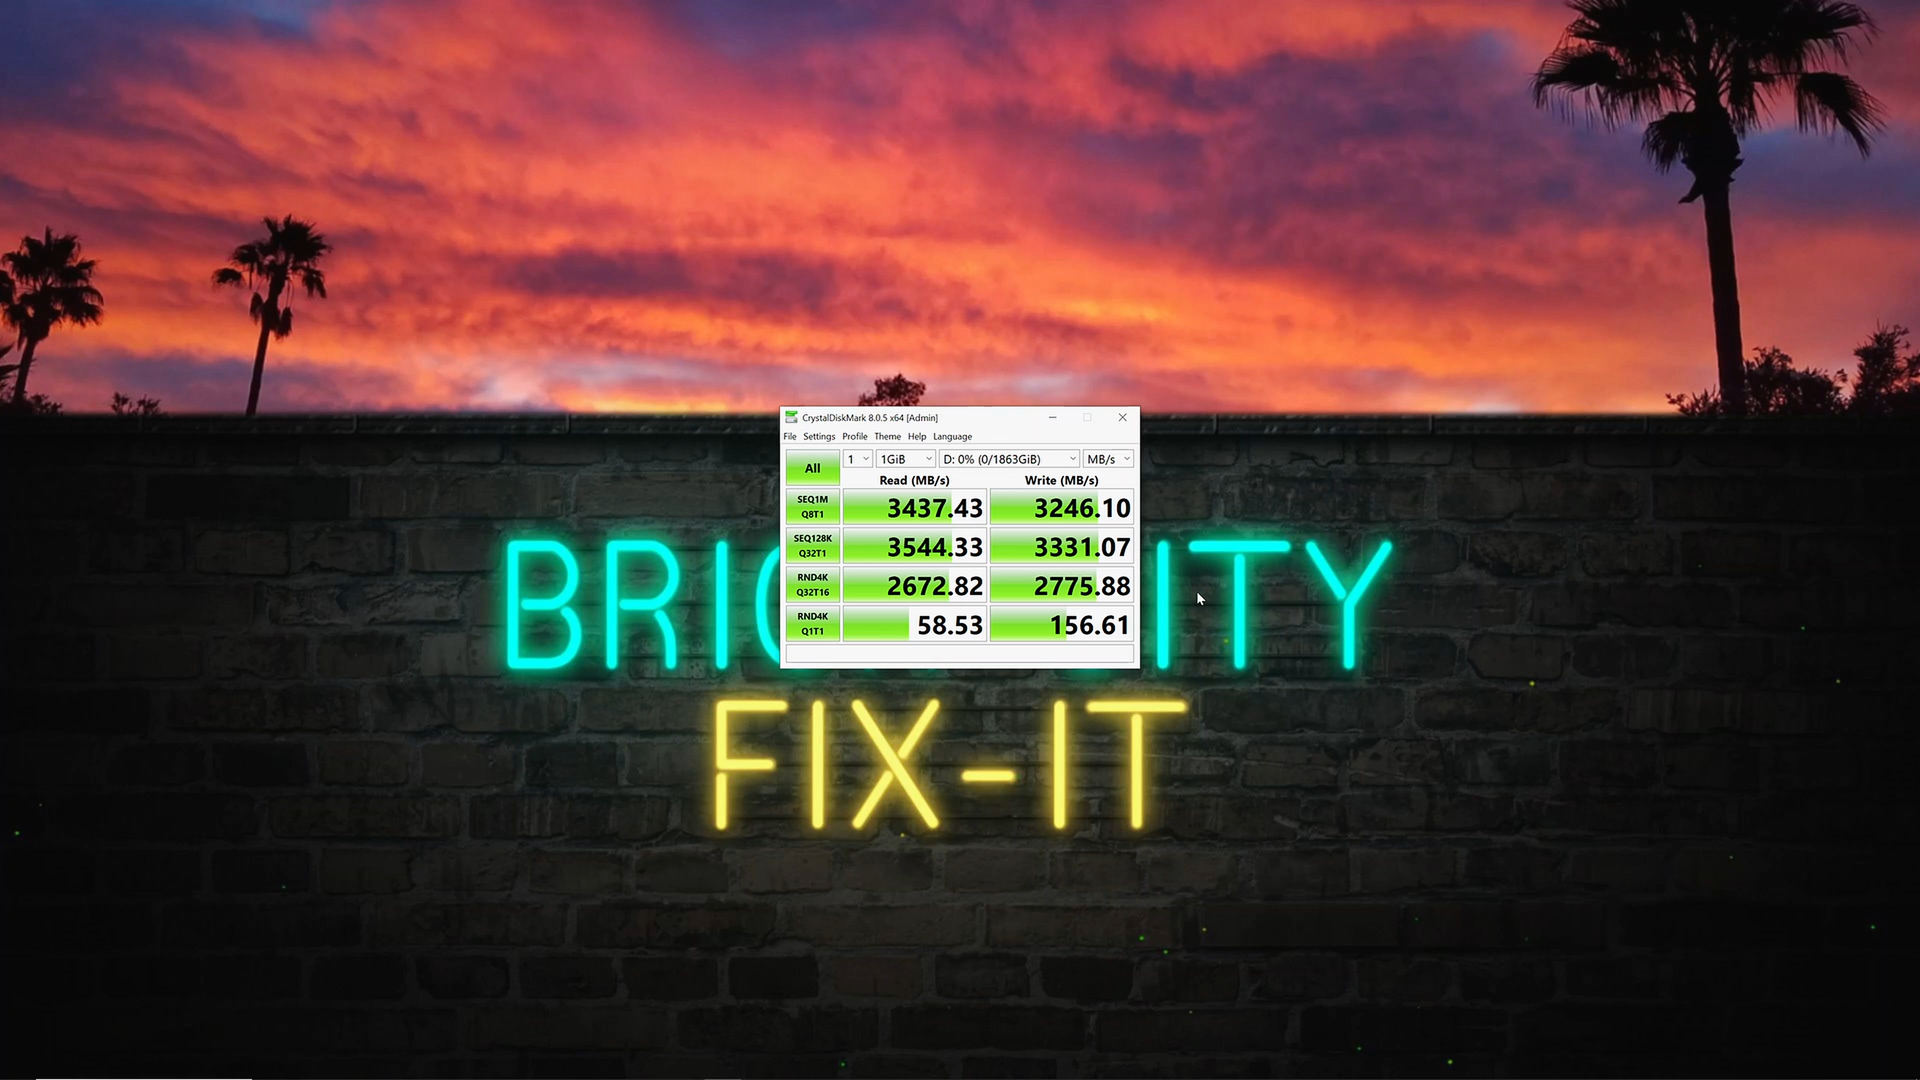 CrystalDiskMark 8.0.5 x64 [Admin]
File Settings Profile Theme Help Language
All 1 1GiB D: 0% (0/1863GiB) MB/s
Read (MB/s) Write (MB/s)
SEQ1M
Q8T1 3437.43 3246.10
SEQ128K
Q32T1 3544.33 3331.07
RND4K
Q32T16 2672.82 2775.88
RND4K
Q1T1 58.53 156.61
FIX-IT